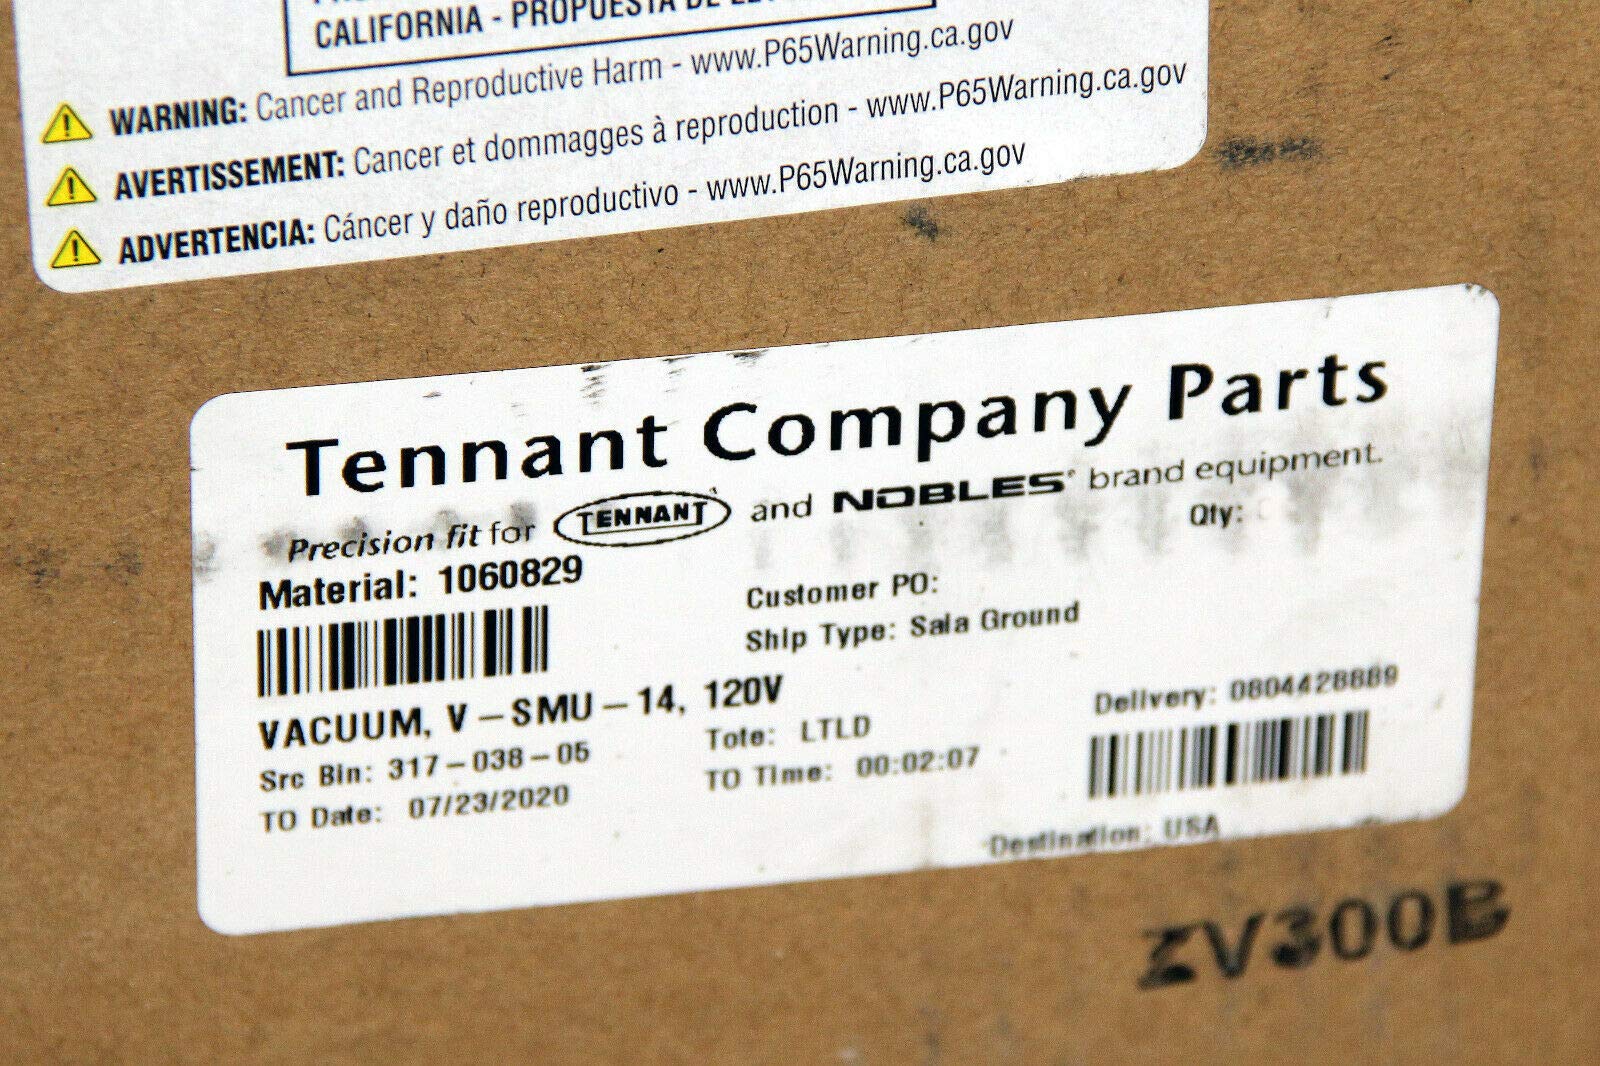 CALIFORNIA - PROPUESTA DE
WARNING: Cancer and Reproductive Harm - www.P65Warning.ca.gov
AVERTISSEMENT: Cancer et dommagges à reproduction - www.P65Warning.ca.gov
ADVERTENCIA: Cáncer y daño reproductivo - www.P65Warning.ca.gov
Tennant Company Parts
Precision fit for TENNANT and NOBLES® brand equipment.
Qty:
Material: 1060829
Customer PO:
Ship Type: Sala Ground
VACUUM, V-SMU-14, 120V
Delivery: 0804428889
Src Bin: 317-038-05
Tote: LTLD
TO Date: 07/23/2020
TO Time: 00:02:07
Destination: USA
ZV300B